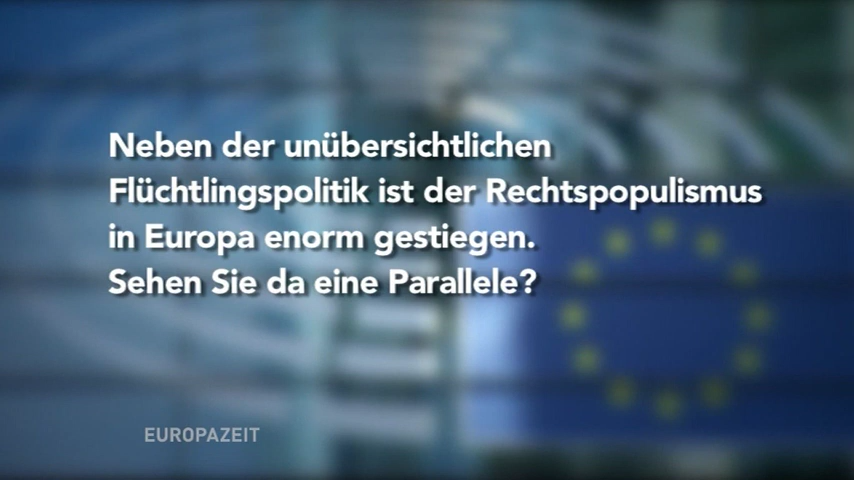 Neben der unübersichtlichen
Flüchtlingspolitik ist der Rechtspopulismus
in Europa enorm gestiegen.
Sehen Sie da eine Parallele?
EUROPAZEIT